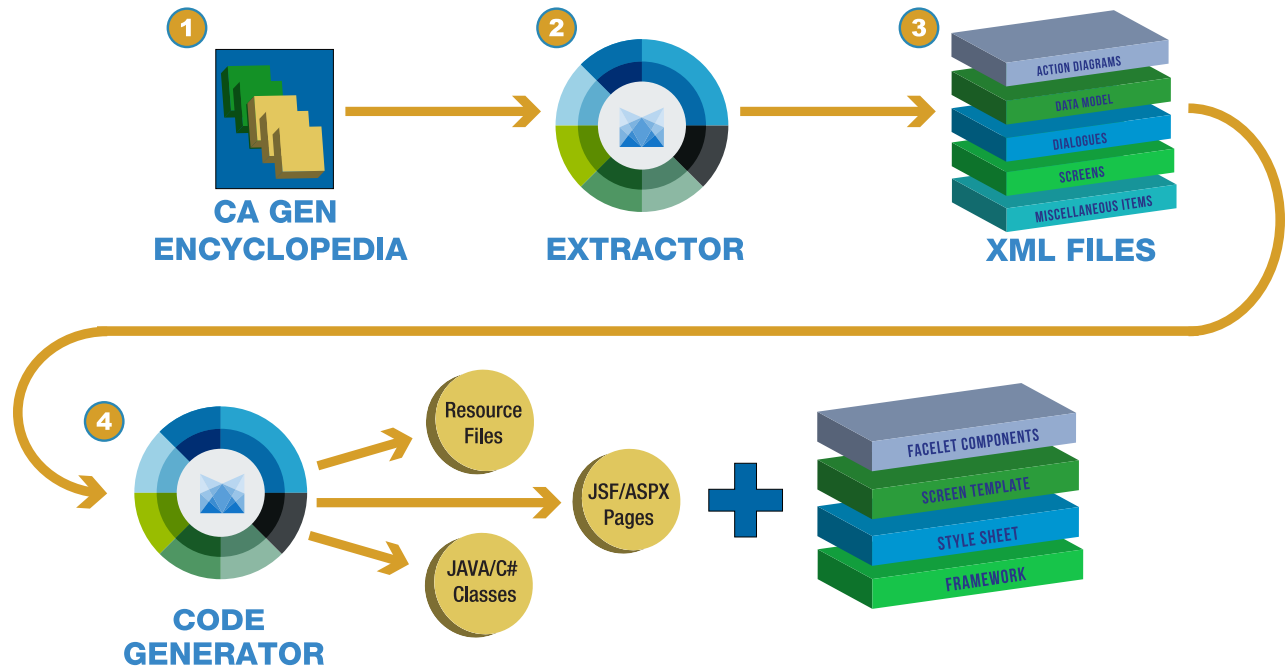 1
CA GEN
ENCYCLOPEDIA
2
EXTRACTOR
3
ACTION DIAGRAMS
DATA MODEL
DIALOGUES
SCREENS
MISCELLANEOUS ITEMS
XML FILES
4
CODE
GENERATOR
Resource
Files
JSF/ASPX
Pages
JAVA/C#
Classes
FACELET COMPONENTS
SCREEN TEMPLATE
STYLE SHEET
FRAMEWORK